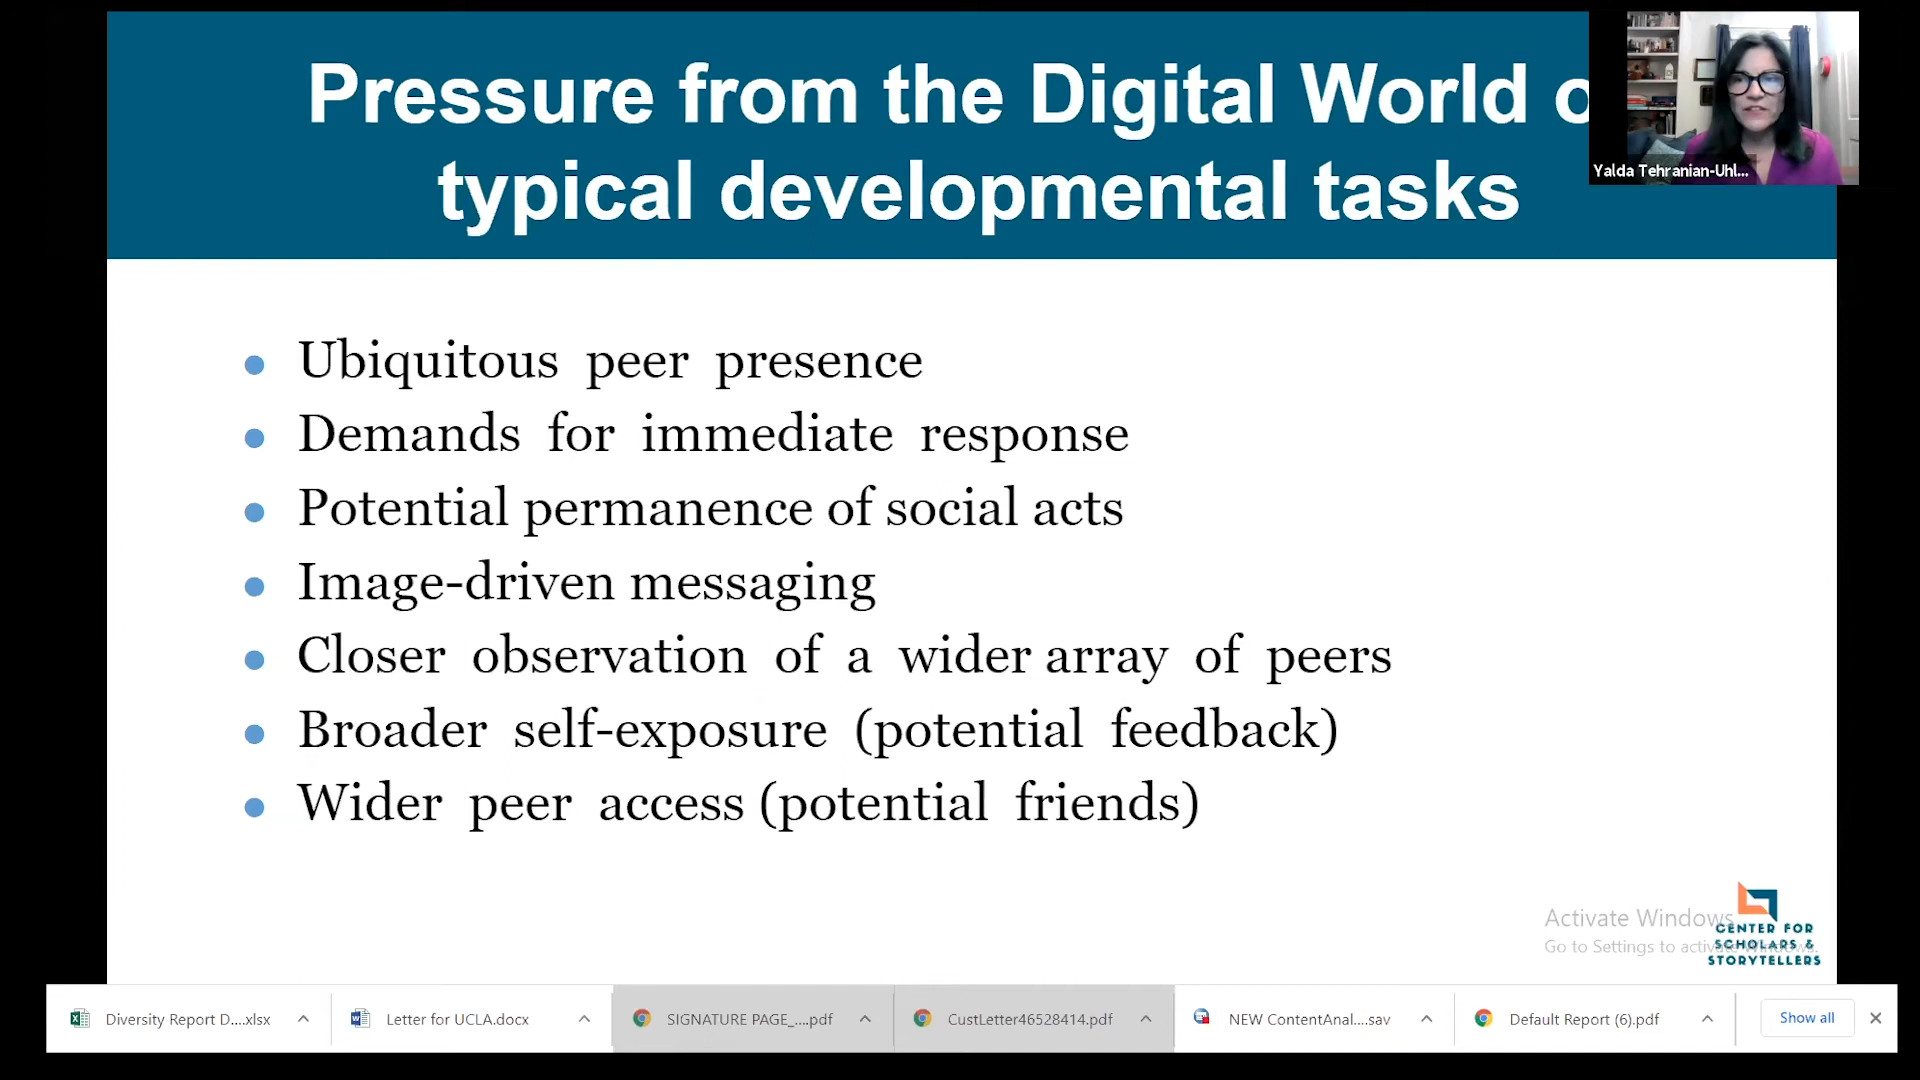 Pressure from the Digital World o
typical developmental tasks
Yalda Tehranian-Uhl...
Ubiquitous peer presence
Demands for immediate response
Potential permanence of social acts
Image-driven messaging
Closer observation of a wider array of peers
Broader self-exposure (potential feedback)
Wider peer access (potential friends)
Activate Windows
Go to Settings to activate Windows.
CENTER FOR
SCHOLARS &
STORYTELLERS
Diversity Report D....xlsx
Letter for UCLA.docx
SIGNATURE PAGE_....pdf
CustLetter46528414.pdf
NEW ContentAnal....sav
Default Report (6).pdf
Show all